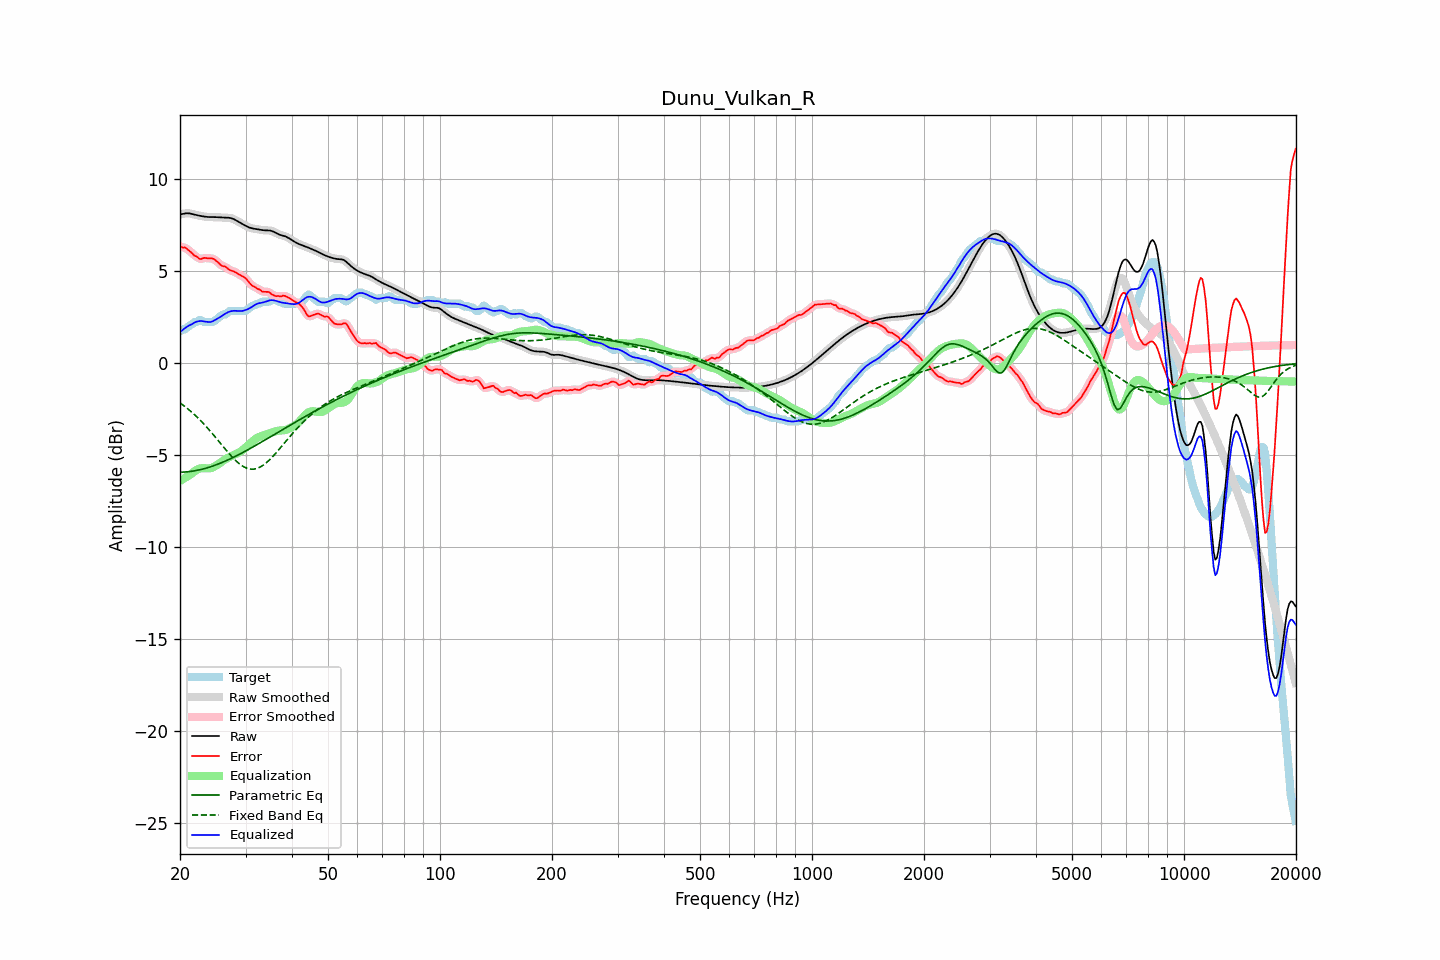 Dunu_Vulkan_R
Amplitude (dBr)
10
5
0
−5
−10
−15
−20
−25
Target
Raw Smoothed
Error Smoothed
Raw
Error
Equalization
Parametric Eq
Fixed Band Eq
Equalized
20 50 100 200 500 1000 2000 5000 10000 20000
Frequency (Hz)